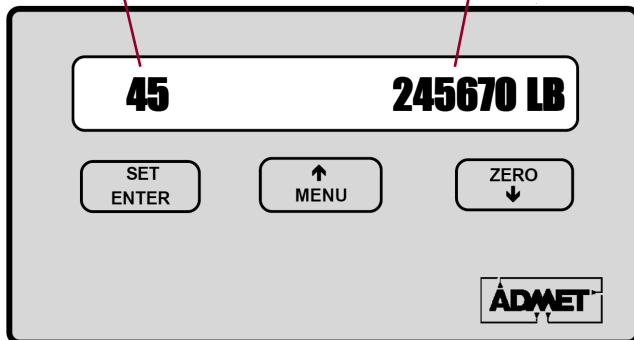 45 245670 LB
SET ↑ ZERO
ENTER MENU ↓
ADMET